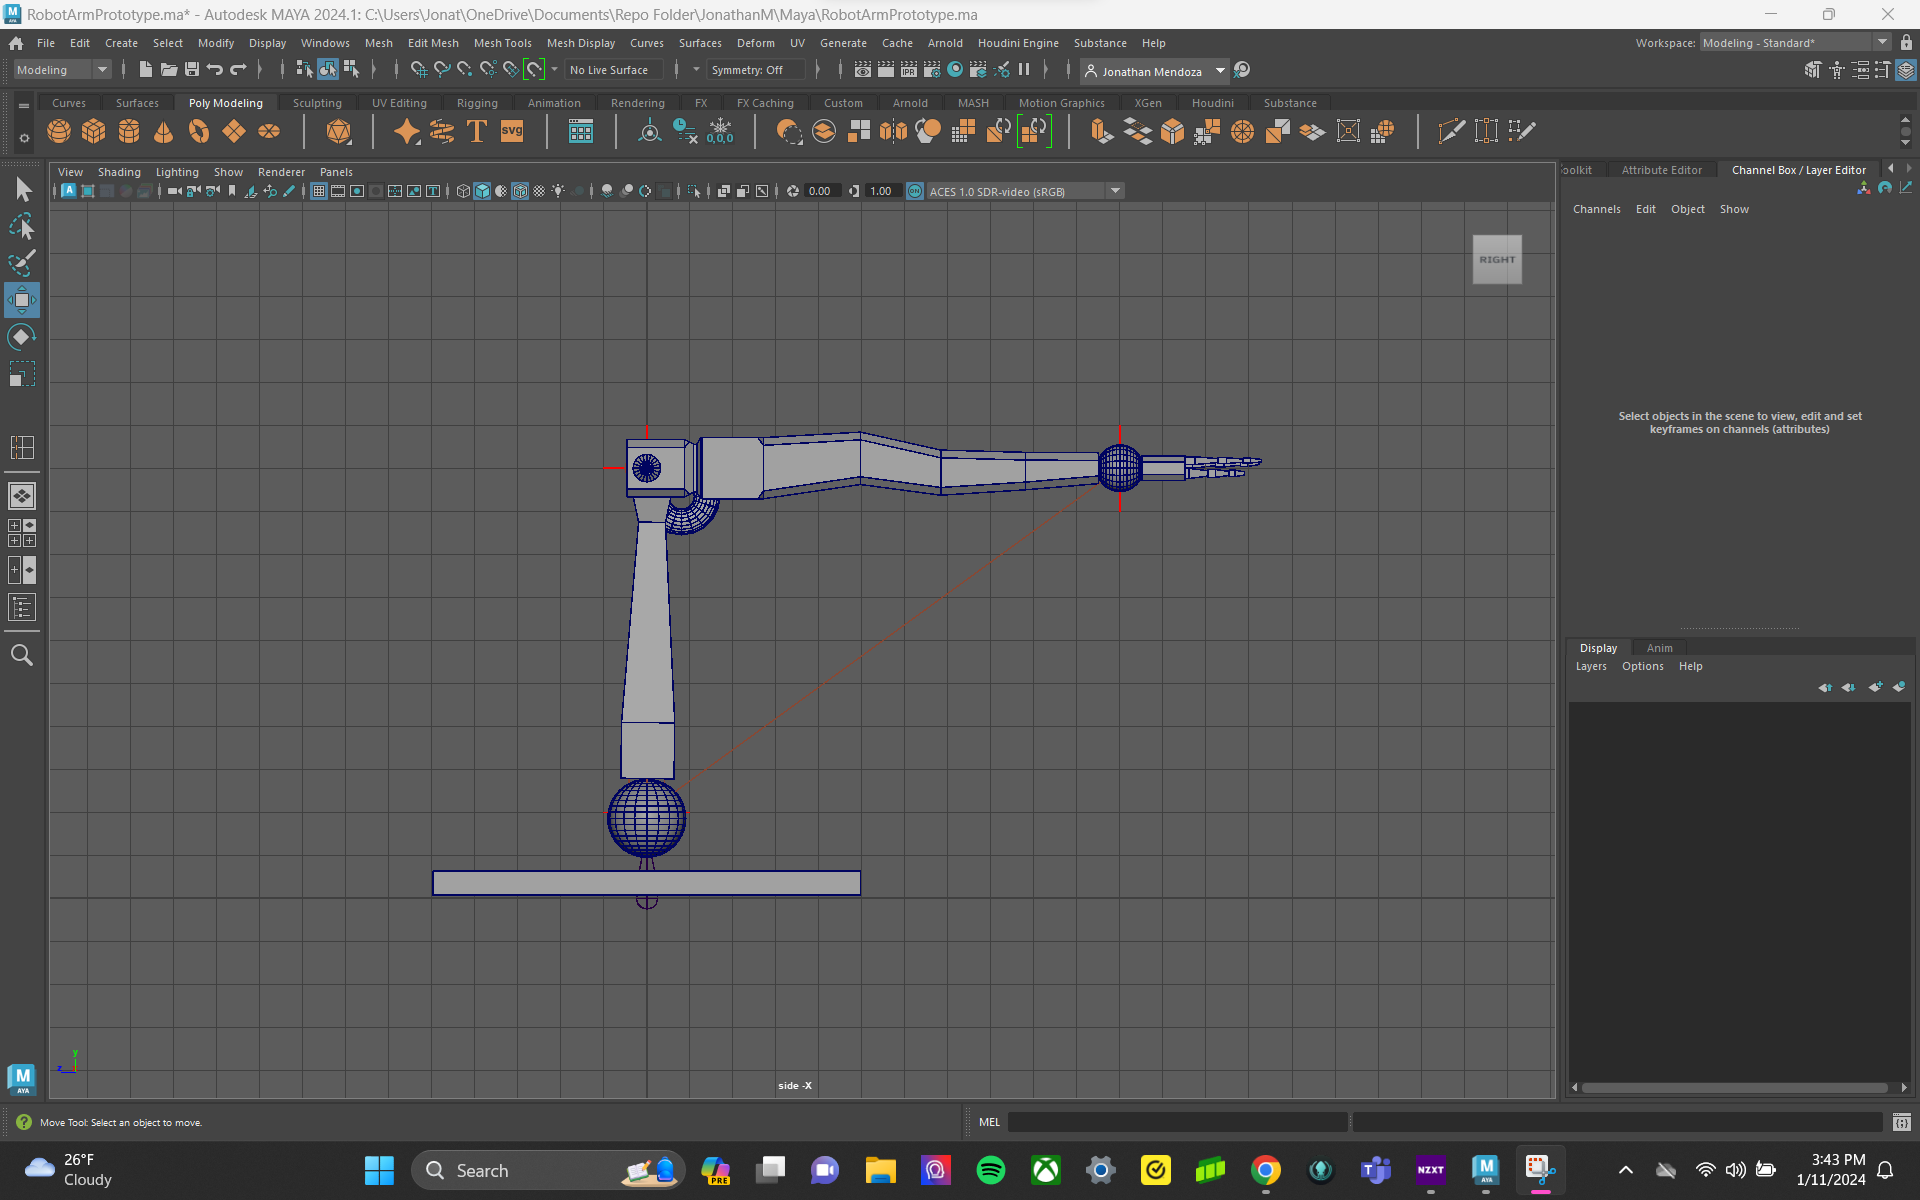 RobotArmPrototype.ma* - Autodesk MAYA 2024.1: C:\Users\Jonat\OneDrive\Documents\Repo Folder\JonathanM\Maya\RobotArmPrototype.ma
File Edit Create Select Modify Display Windows Mesh Edit Mesh Mesh Tools Mesh Display Curves Surfaces Deform UV Generate Cache Arnold Houdini Engine Substance Help
Workspace: Modeling - Standard*
Modeling No Live Surface Symmetry: Off IPR Jonathan Mendoza
Curves Surfaces Poly Modeling Sculpting UV Editing Rigging Animation Rendering FX FX Caching Custom Arnold MASH Motion Graphics XGen Houdini Substance
T SVG 0,0,0
View Shading Lighting Show Renderer Panels
0.00 1.00 ON ACES 1.0 SDR-video (sRGB)
oolkit Attribute Editor Channel Box / Layer Editor
Channels Edit Object Show
RIGHT
Select objects in the scene to view, edit and set
keyframes on channels (attributes)
Display Anim
Layers Options Help
y
z
side -X
M
AYA
Move Tool: Select an object to move.
MEL
26°F
Cloudy
Search
PRE
NZXT
M
AYA
3:43 PM
1/11/2024